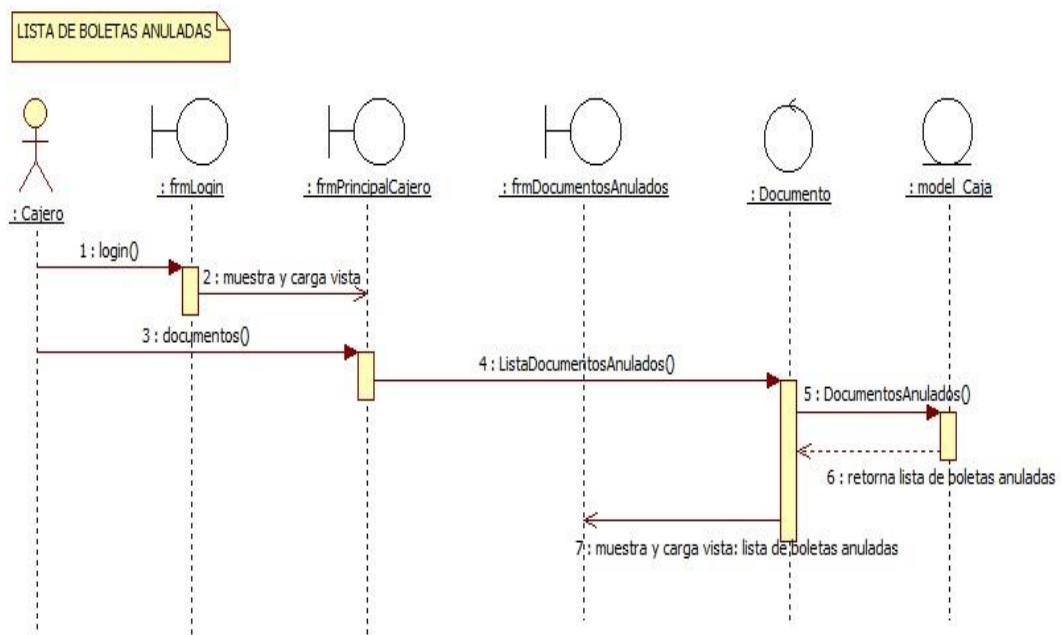 LISTA DE BOLETAS ANULADAS
: Cajero
: frmLogin
: frmPrincipalCajero
: frmDocumentosAnulados
: Documento
: model_Caja
1 : login()
2 : muestra y carga vista
3 : documentos()
4 : ListaDocumentosAnulados()
5 : DocumentosAnulados()
6 : retorna lista de boletas anuladas
7 : muestra y carga vista: lista de boletas anuladas